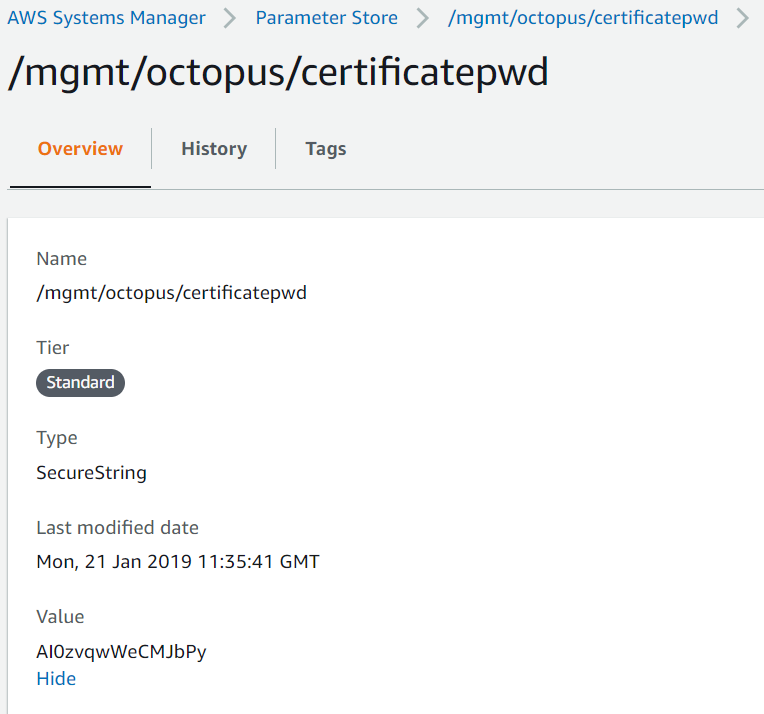 AWS Systems Manager > Parameter Store > /mgmt/octopus/certificatepwd >
/mgmt/octopus/certificatepwd
Overview History Tags
Name
/mgmt/octopus/certificatepwd
Tier
Standard
Type
SecureString
Last modified date
Mon, 21 Jan 2019 11:35:41 GMT
Value
AI0zvqwWeCMJbPy
Hide